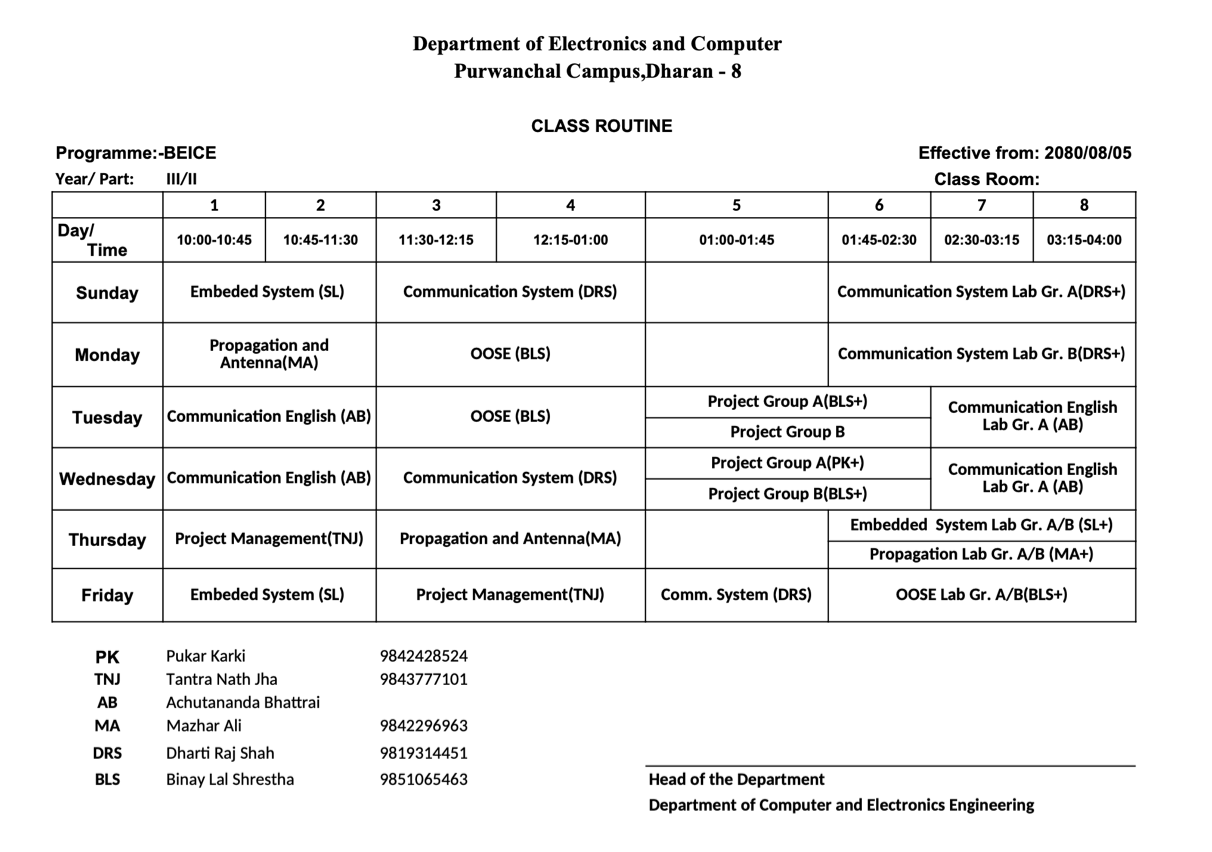 Department of Electronics and Computer
Purwanchal Campus,Dharan - 8
CLASS ROUTINE
Programme:-BEICE Effective from: 2080/08/05
Year/ Part: III/II Class Room:
1 2 3 4 5 6 7 8
Day/
Time 10:00-10:45 10:45-11:30 11:30-12:15 12:15-01:00 01:00-01:45 01:45-02:30 02:30-03:15 03:15-04:00
Sunday Embeded System (SL) Communication System (DRS) Communication System Lab Gr. A(DRS+)
Monday Propagation and
Antenna(MA) OOSE (BLS) Communication System Lab Gr. B(DRS+)
Tuesday Communication English (AB) OOSE (BLS) Project Group A(BLS+)
Project Group B
Communication English
Lab Gr. A (AB)
Wednesday Communication English (AB) Communication System (DRS) Project Group A(PK+)
Project Group B(BLS+)
Communication English
Lab Gr. A (AB)
Thursday Project Management(TNJ) Propagation and Antenna(MA) Embedded System Lab Gr. A/B (SL+)
Propagation Lab Gr. A/B (MA+)
Friday Embeded System (SL) Project Management(TNJ) Comm. System (DRS) OOSE Lab Gr. A/B(BLS+)
PK Pukar Karki 9842428524
TNJ Tantra Nath Jha 9843777101
AB Achutananda Bhattrai
MA Mazhar Ali 9842296963
DRS Dharti Raj Shah 9819314451
BLS Binay Lal Shrestha 9851065463
Head of the Department
Department of Computer and Electronics Engineering